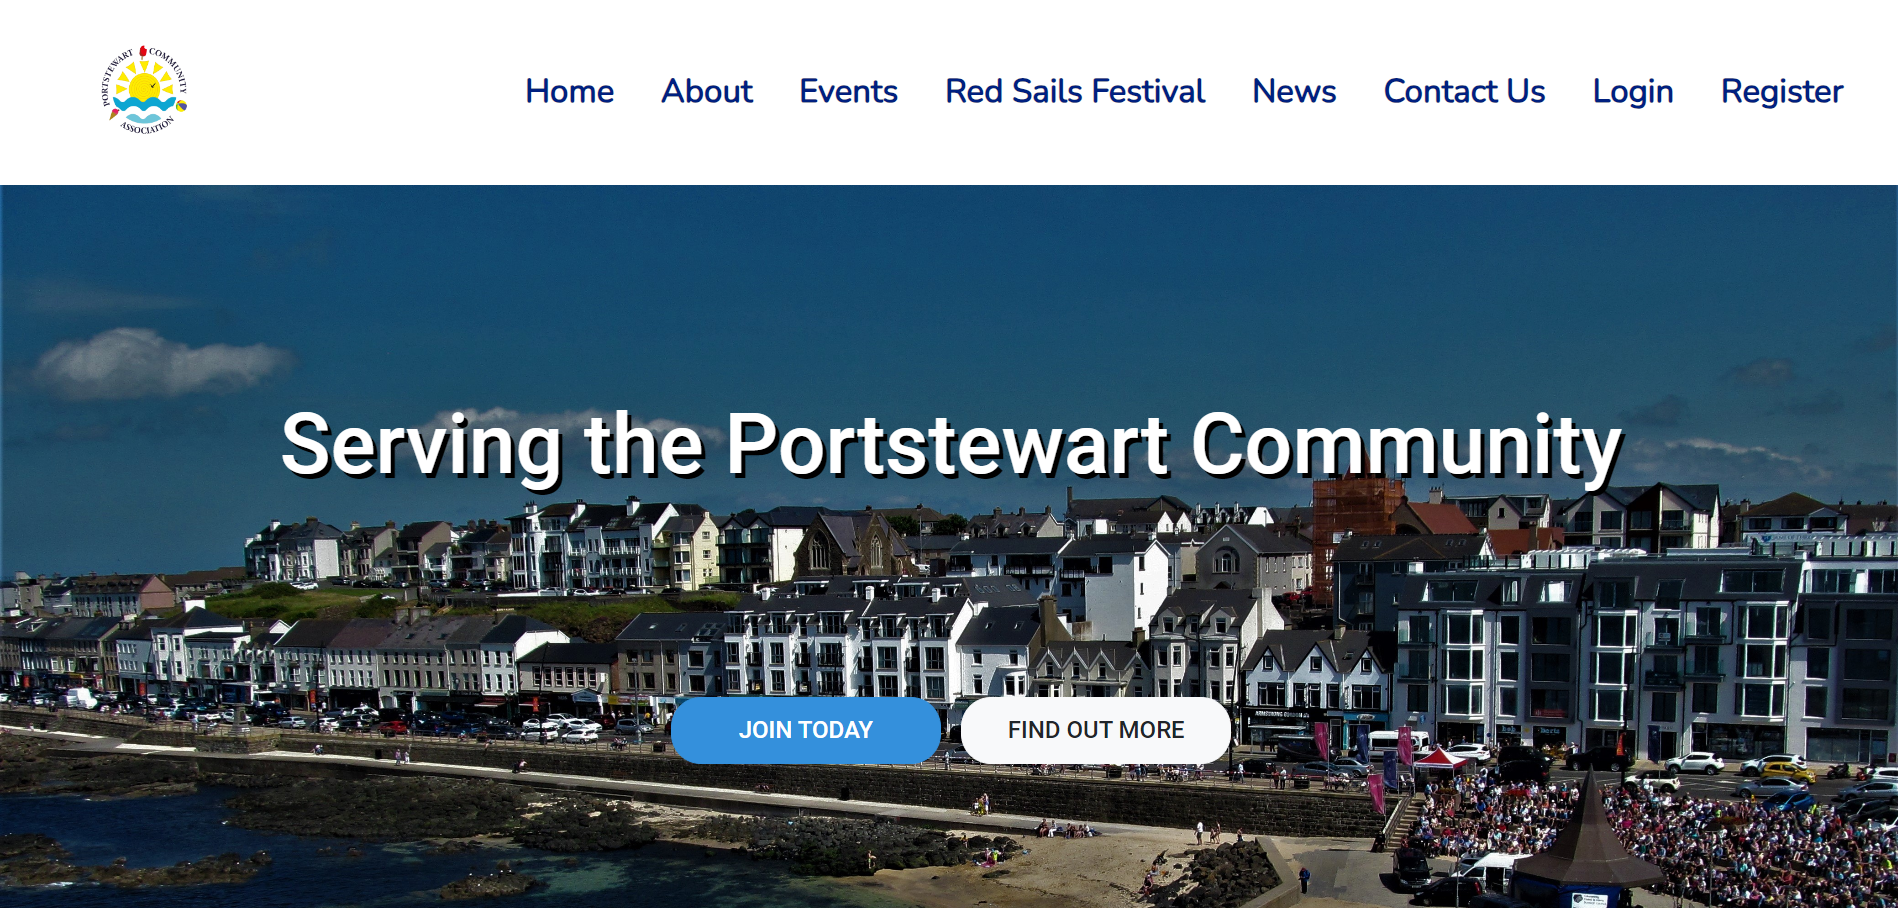 PORTSTEWART COMMUNITY
ASSOCIATION
Home About Events Red Sails Festival News Contact Us Login Register
Serving the Portstewart Community
JOIN TODAY FIND OUT MORE